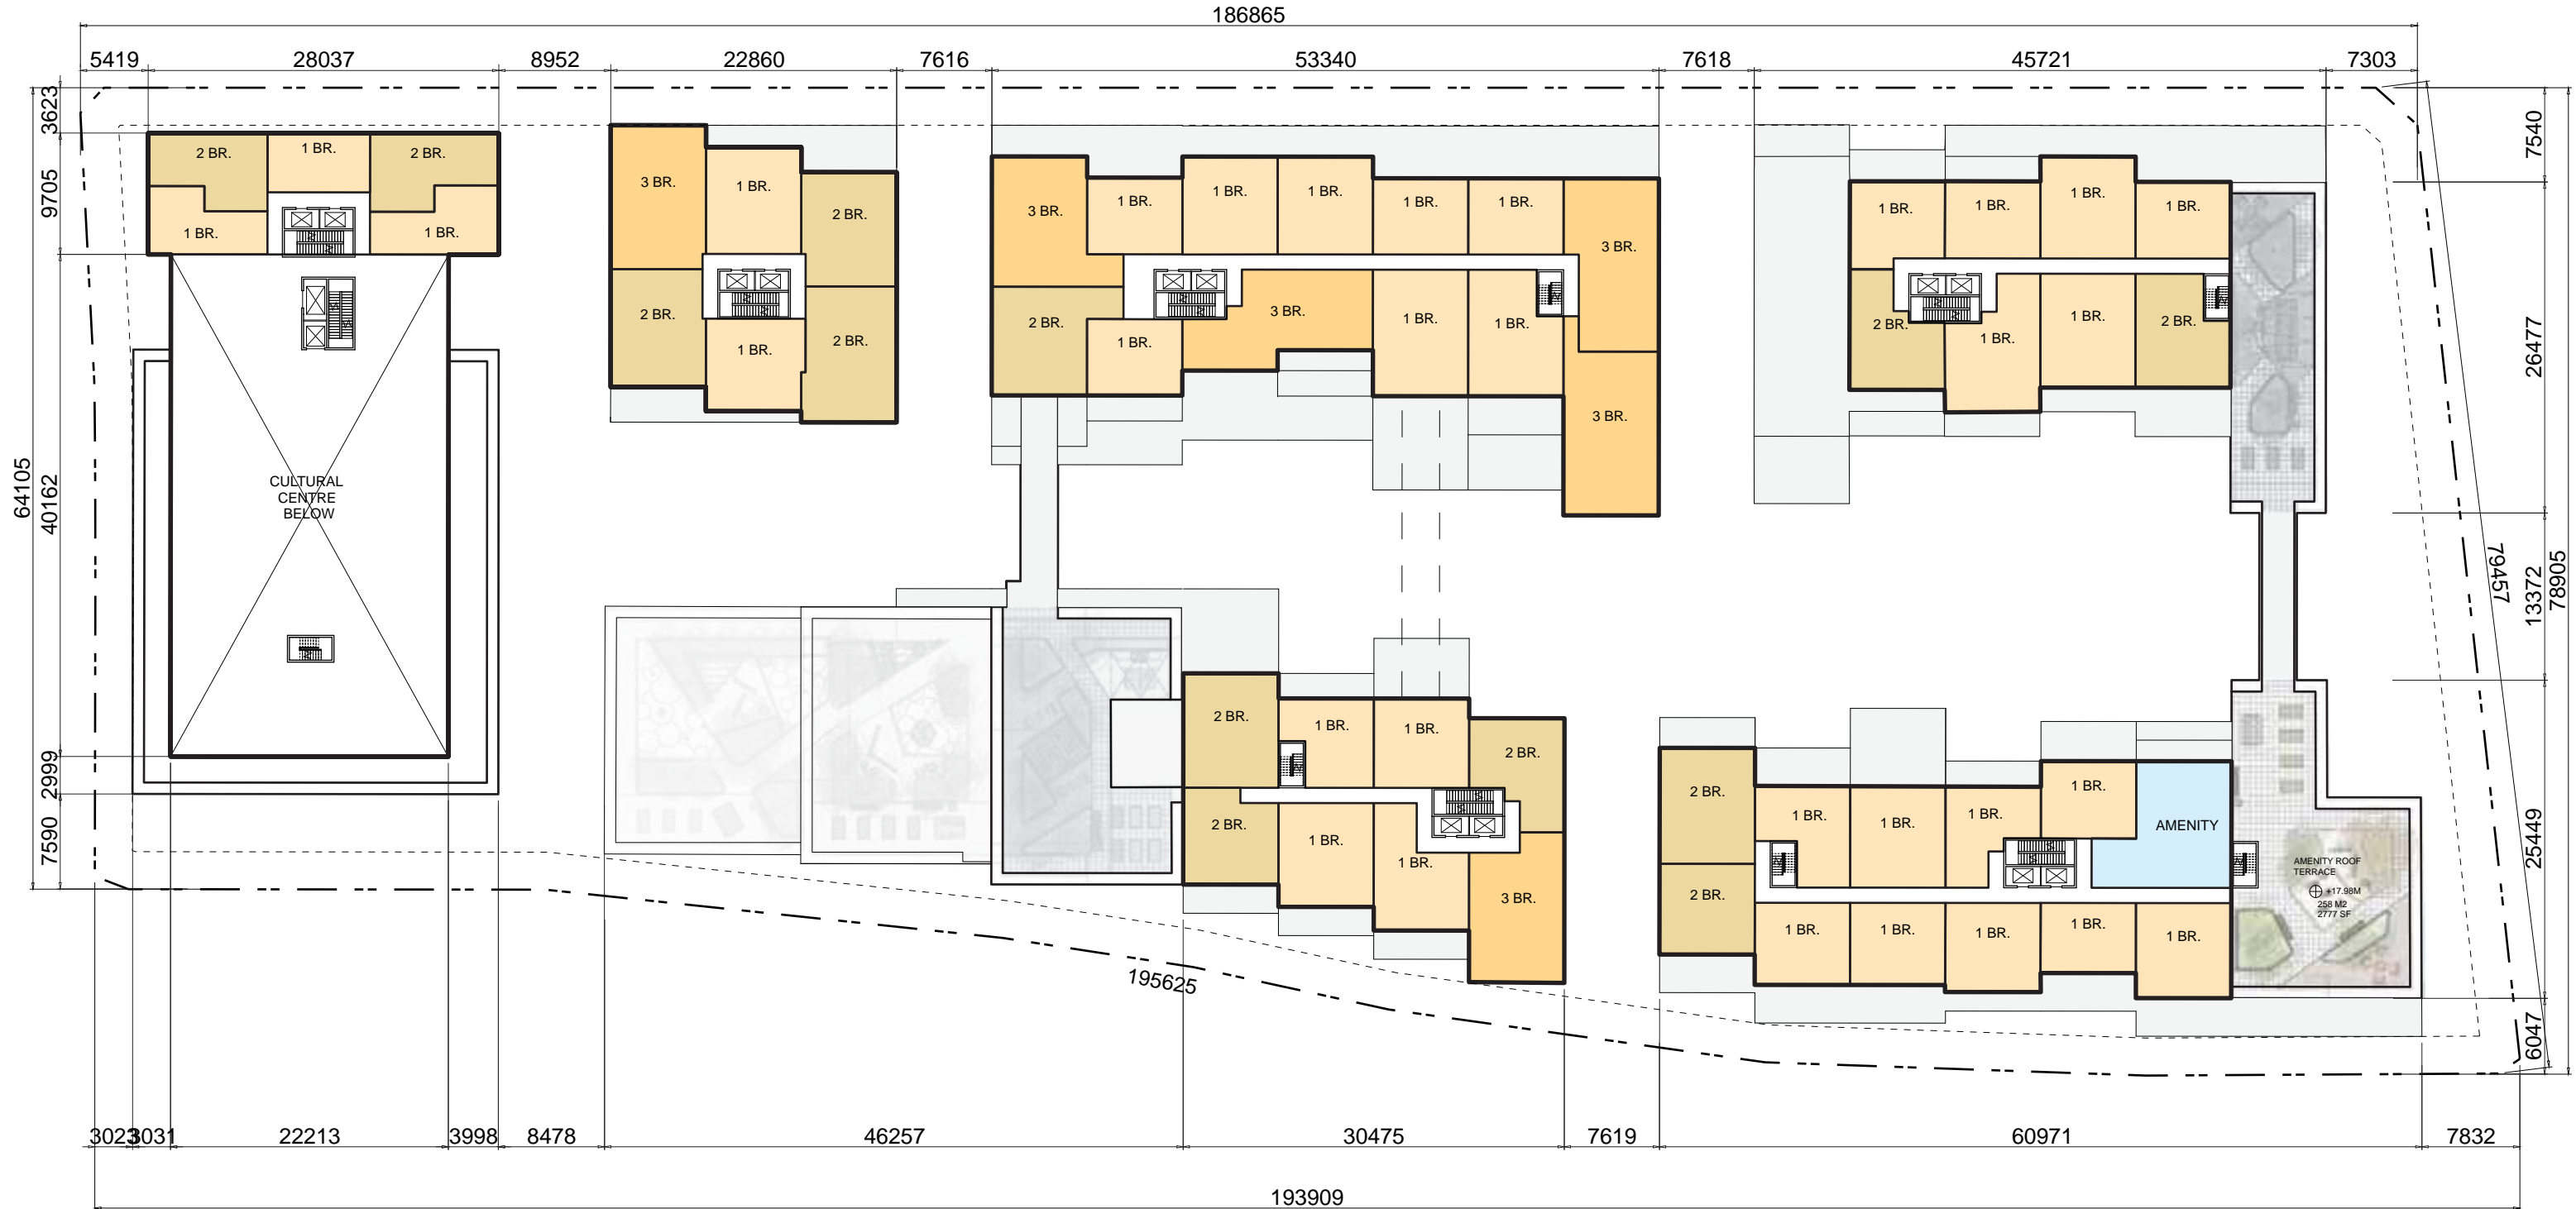 186865
5419 28037 8952 22860 7616 53340 7618 45721 7303
3623
9705
64105
40162
2999
7590
7540
26477
13372
78905
79457
25449
6047
2 BR. 1 BR. 2 BR.
1 BR. 1 BR.
CULTURAL
CENTRE
BELOW
3 BR. 1 BR. 2 BR.
2 BR. 1 BR. 2 BR.
3 BR. 1 BR. 1 BR. 1 BR. 1 BR. 1 BR. 3 BR.
2 BR. 1 BR. 3 BR. 1 BR. 1 BR. 3 BR.
1 BR. 1 BR. 1 BR. 1 BR.
2 BR. 1 BR. 1 BR. 2 BR.
2 BR. 1 BR. 1 BR. 2 BR.
2 BR. 1 BR. 1 BR. 3 BR.
2 BR. 1 BR. 1 BR. 1 BR. 1 BR. AMENITY
2 BR. 1 BR. 1 BR. 1 BR. 1 BR. 1 BR.
AMENITY ROOF
TERRACE
+17.98M
258 M2
2777 SF
195625
3023 3031 22213 3998 8478 46257 30475 7619 60971 7832
193909